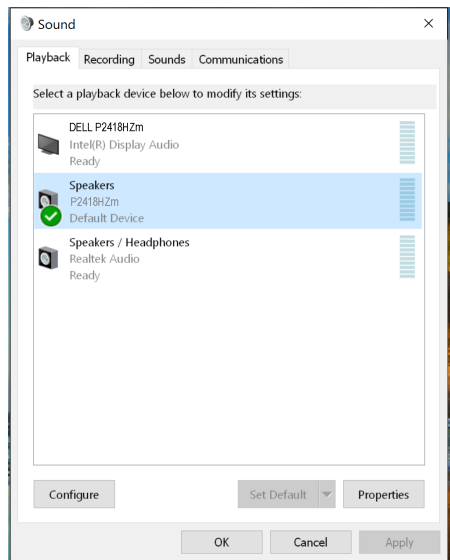 Sound
Playback Recording Sounds Communications
Select a playback device below to modify its settings:
DELL P2418HZm
Intel(R) Display Audio
Ready
Speakers
P2418HZm
Default Device
Speakers / Headphones
Realtek Audio
Ready
Configure Set Default Properties
OK Cancel Apply